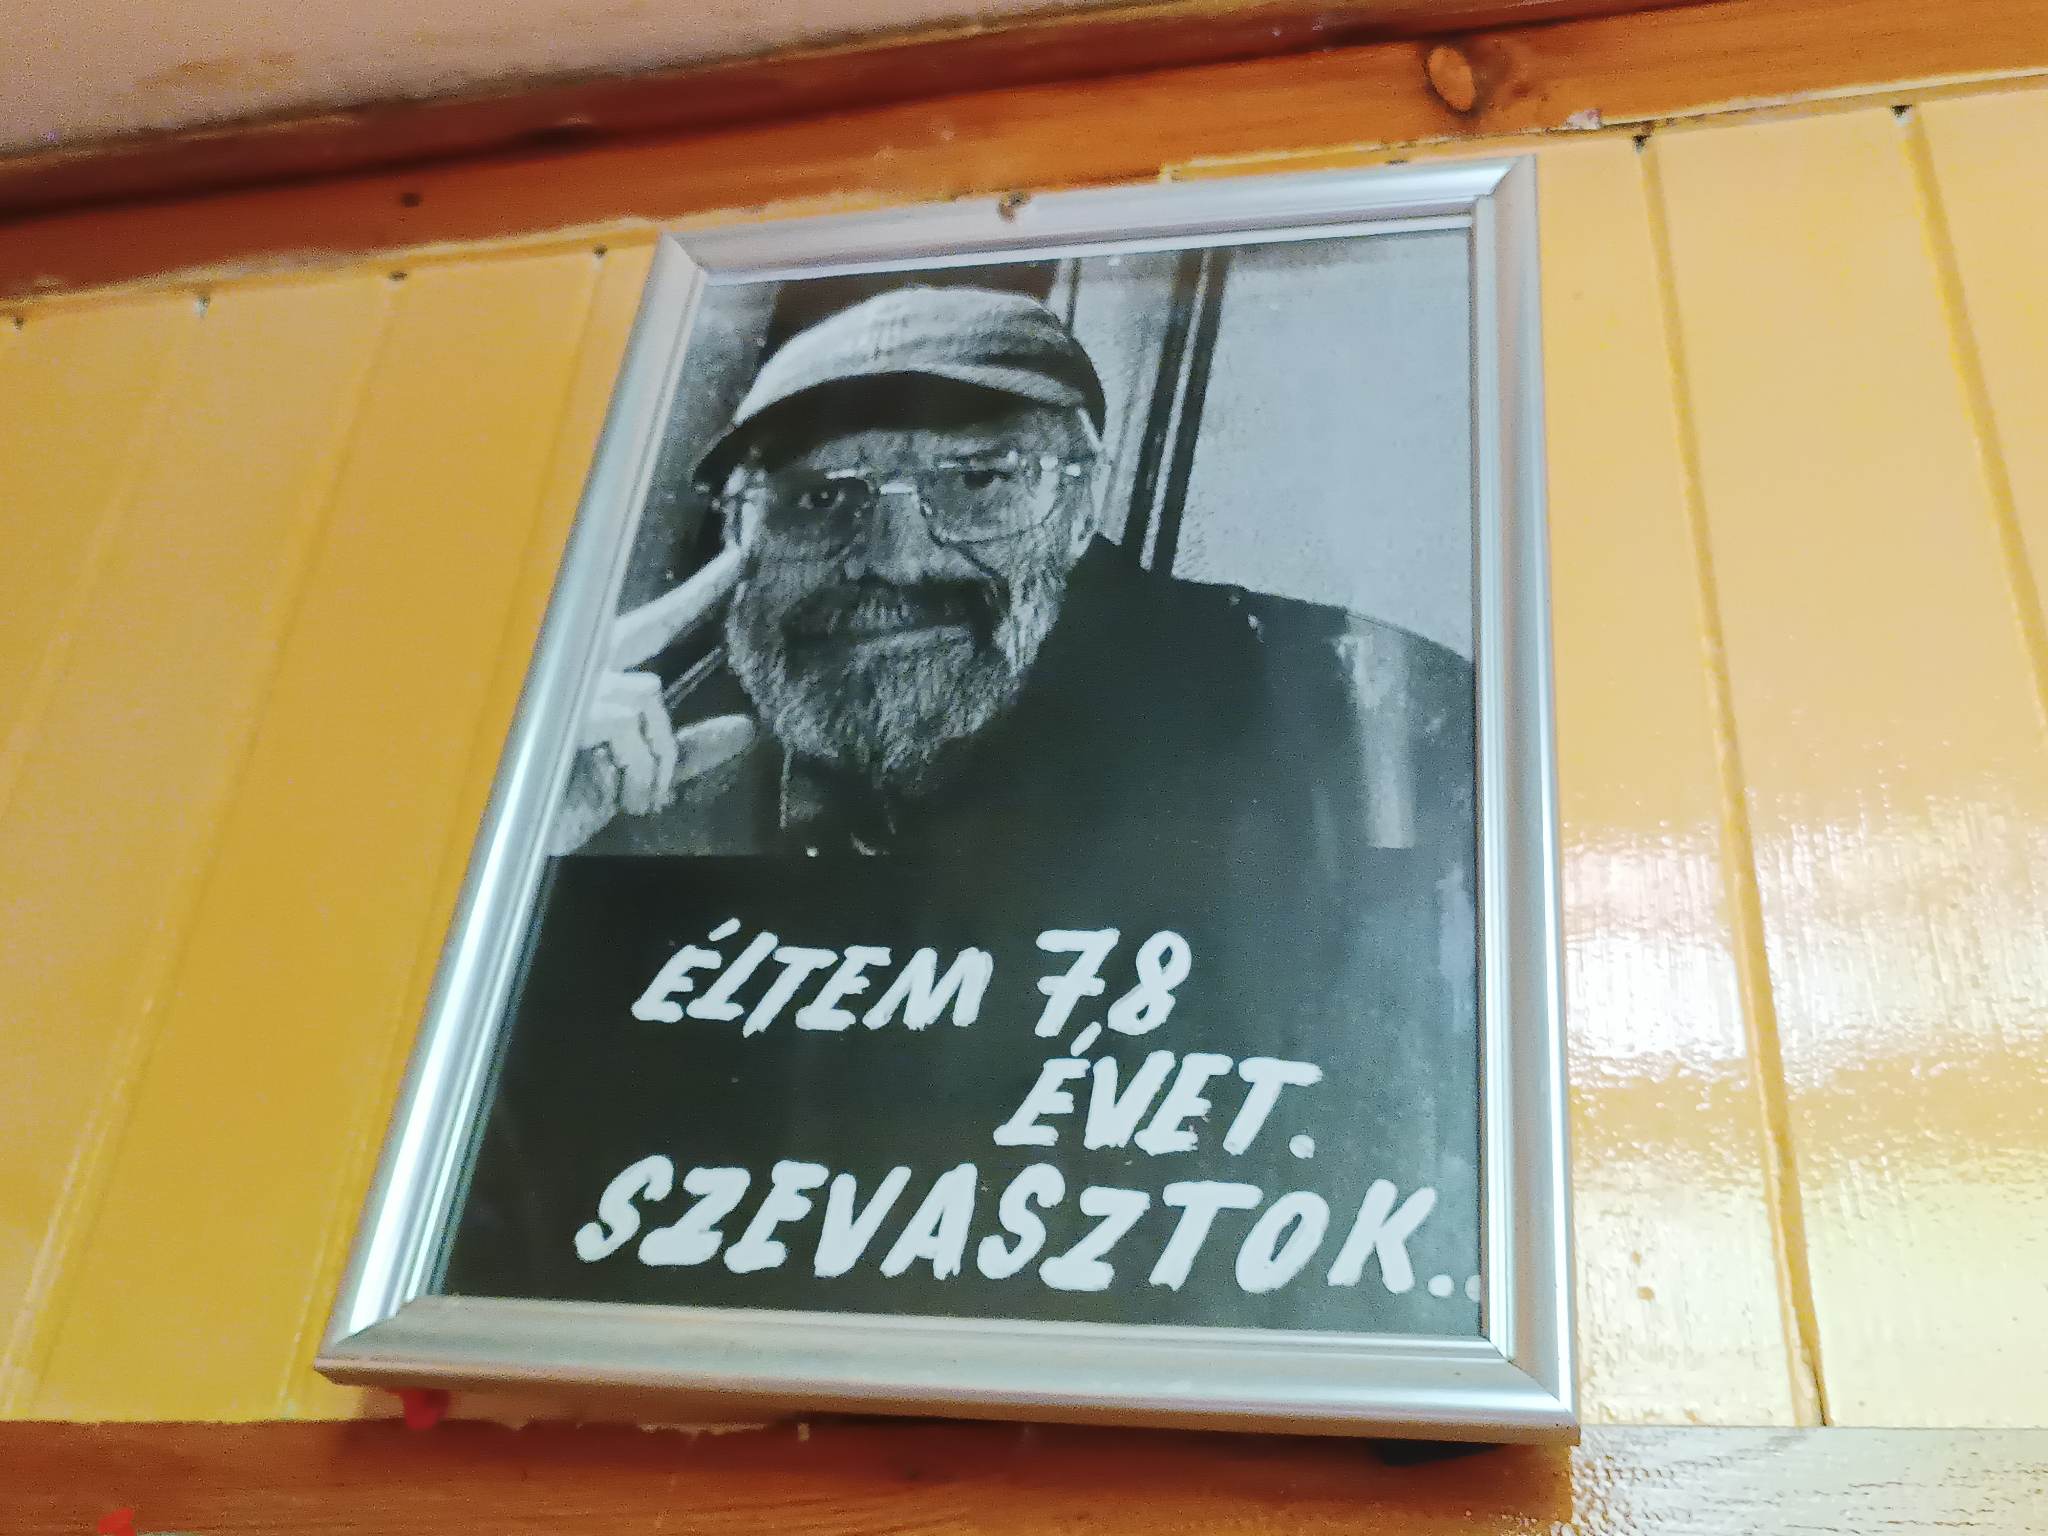 ÉLTEM 78
ÉVET.
SZEVASZTOK..